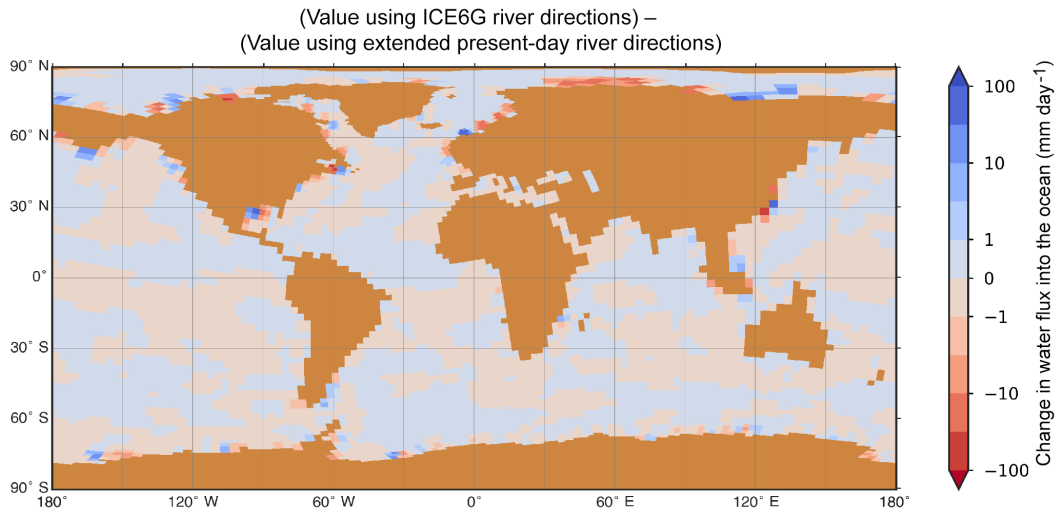 (Value using ICE6G river directions) –
(Value using extended present-day river directions)
90° N
60° N
30° N
0°
30° S
60° S
90° S
180°
120° W
60° W
0°
60° E
120° E
180°
100
10
1
0
−1
−10
−100
Change in water flux into the ocean (mm day⁻¹)